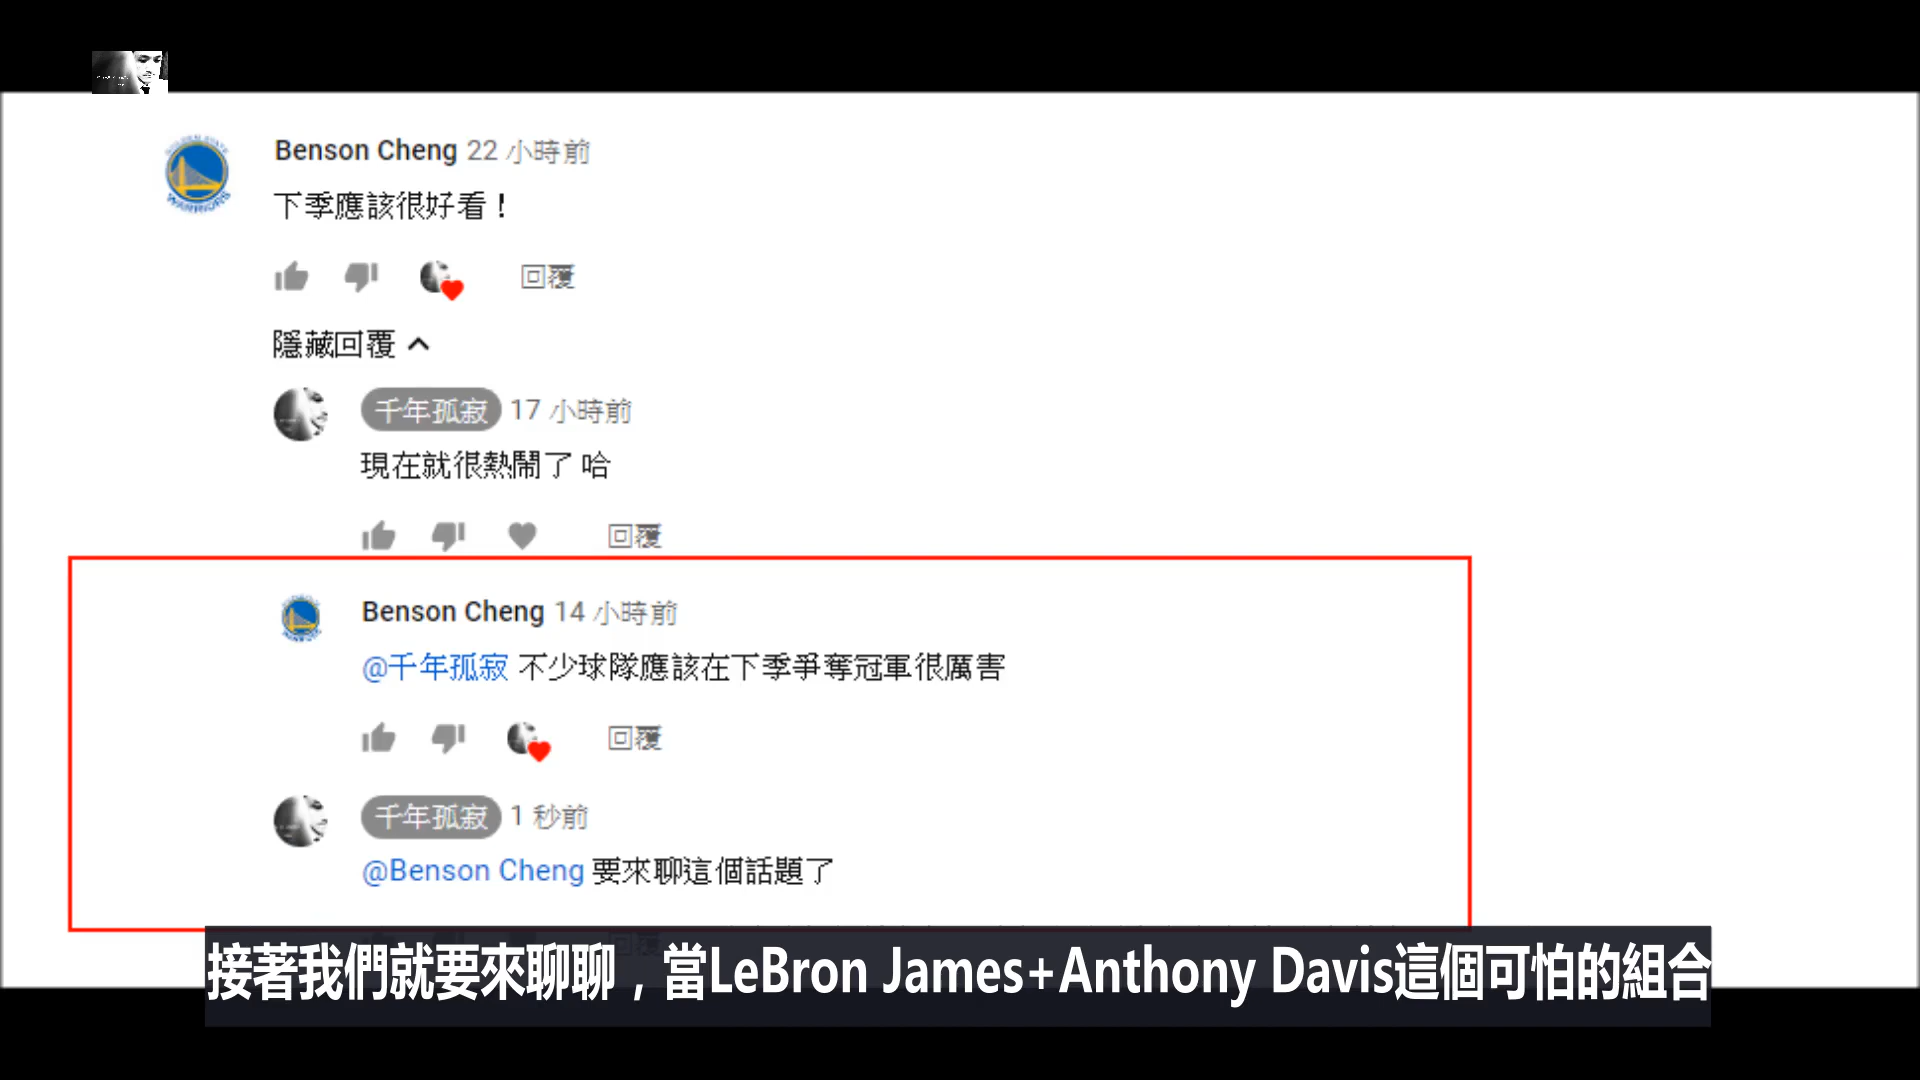 Benson Cheng 22 小時前
下季應該很好看！
回覆
隱藏回覆
千年孤寂 17 小時前
現在就很熱鬧了 哈
回覆
Benson Cheng 14 小時前
@千年孤寂 不少球隊應該在下季爭奪冠軍很厲害
回覆
千年孤寂 1 秒前
@Benson Cheng 要來聊這個話題了
接著我們就要來聊聊，當LeBron James+Anthony Davis這個可怕的組合